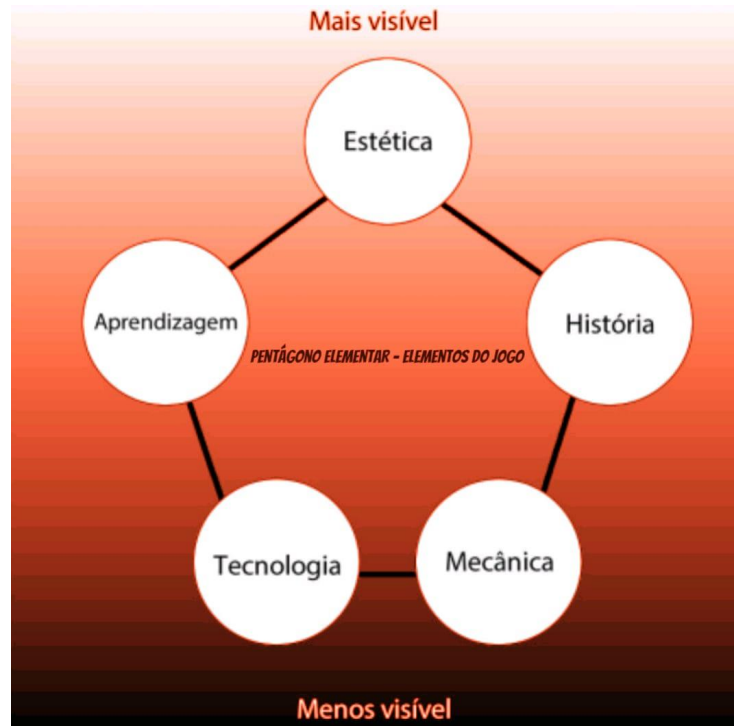 Mais visível
Estética
Aprendizagem
História
PENTÁGONO ELEMENTAR - ELEMENTOS DO JOGO
Tecnologia
Mecânica
Menos visível